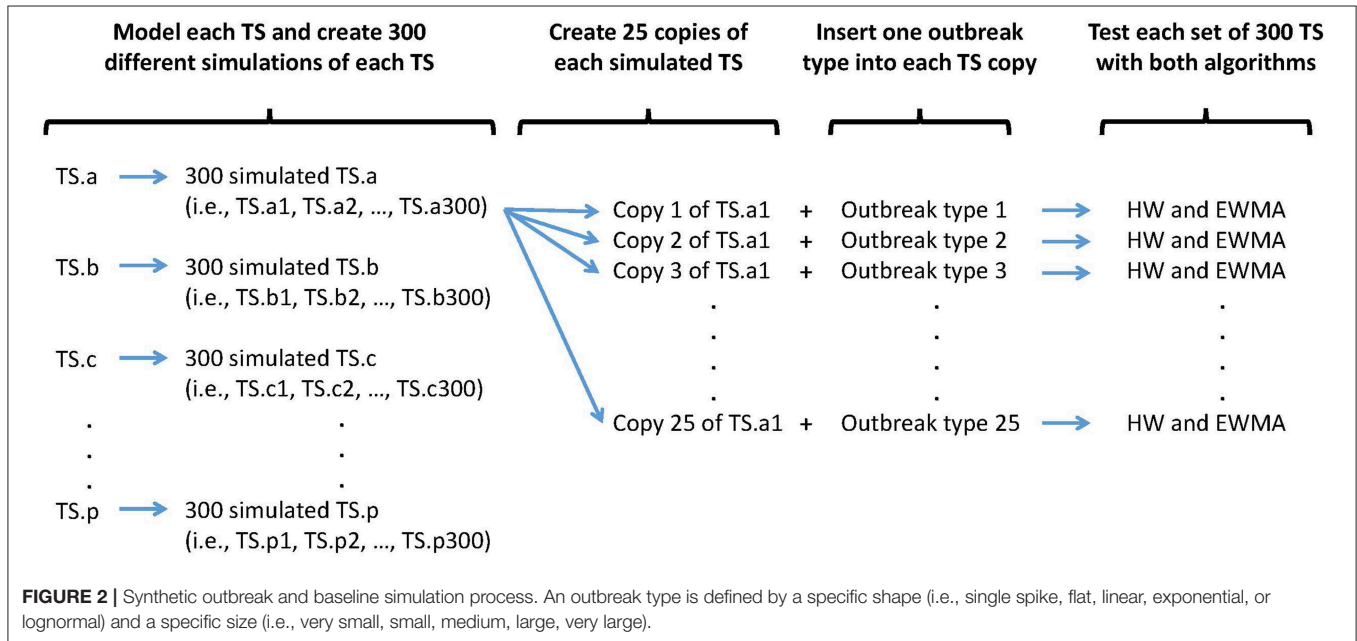 Model each TS and create 300
different simulations of each TS
Create 25 copies of
each simulated TS
Insert one outbreak
type into each TS copy
Test each set of 300 TS
with both algorithms
TS.a
300 simulated TS.a
(i.e., TS.a1, TS.a2, ..., TS.a300)
TS.b
300 simulated TS.b
(i.e., TS.b1, TS.b2, ..., TS.b300)
TS.c
300 simulated TS.c
(i.e., TS.c1, TS.c2, ..., TS.c300)
.
.
.
.
.
.
TS.p
300 simulated TS.p
(i.e., TS.p1, TS.p2, ..., TS.p300)
Copy 1 of TS.a1 + Outbreak type 1 HW and EWMA
Copy 2 of TS.a1 + Outbreak type 2 HW and EWMA
Copy 3 of TS.a1 + Outbreak type 3 HW and EWMA
. . .
. . .
. . .
. . .
Copy 25 of TS.a1 + Outbreak type 25 HW and EWMA
FIGURE 2 | Synthetic outbreak and baseline simulation process. An outbreak type is defined by a specific shape (i.e., single spike, flat, linear, exponential, or
lognormal) and a specific size (i.e., very small, small, medium, large, very large).